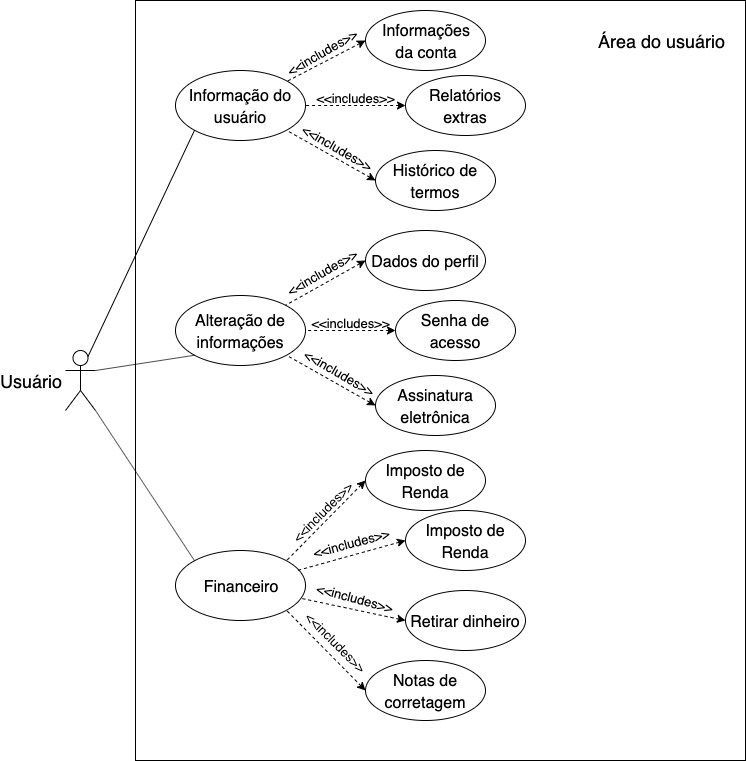 Área do usuário
Informações
da conta
<<includes>>
Informação do
usuário
<<includes>>
Relatórios
extras
<<includes>>
Histórico de
termos
Dados do perfil
<<includes>>
Alteração de
informações
<<includes>>
Senha de
acesso
<<includes>>
Usuário
Assinatura
eletrônica
Imposto de
Renda
<<includes>>
Imposto de
Renda
<<includes>>
Financeiro
<<includes>>
Retirar dinheiro
<<includes>>
Notas de
corretagem